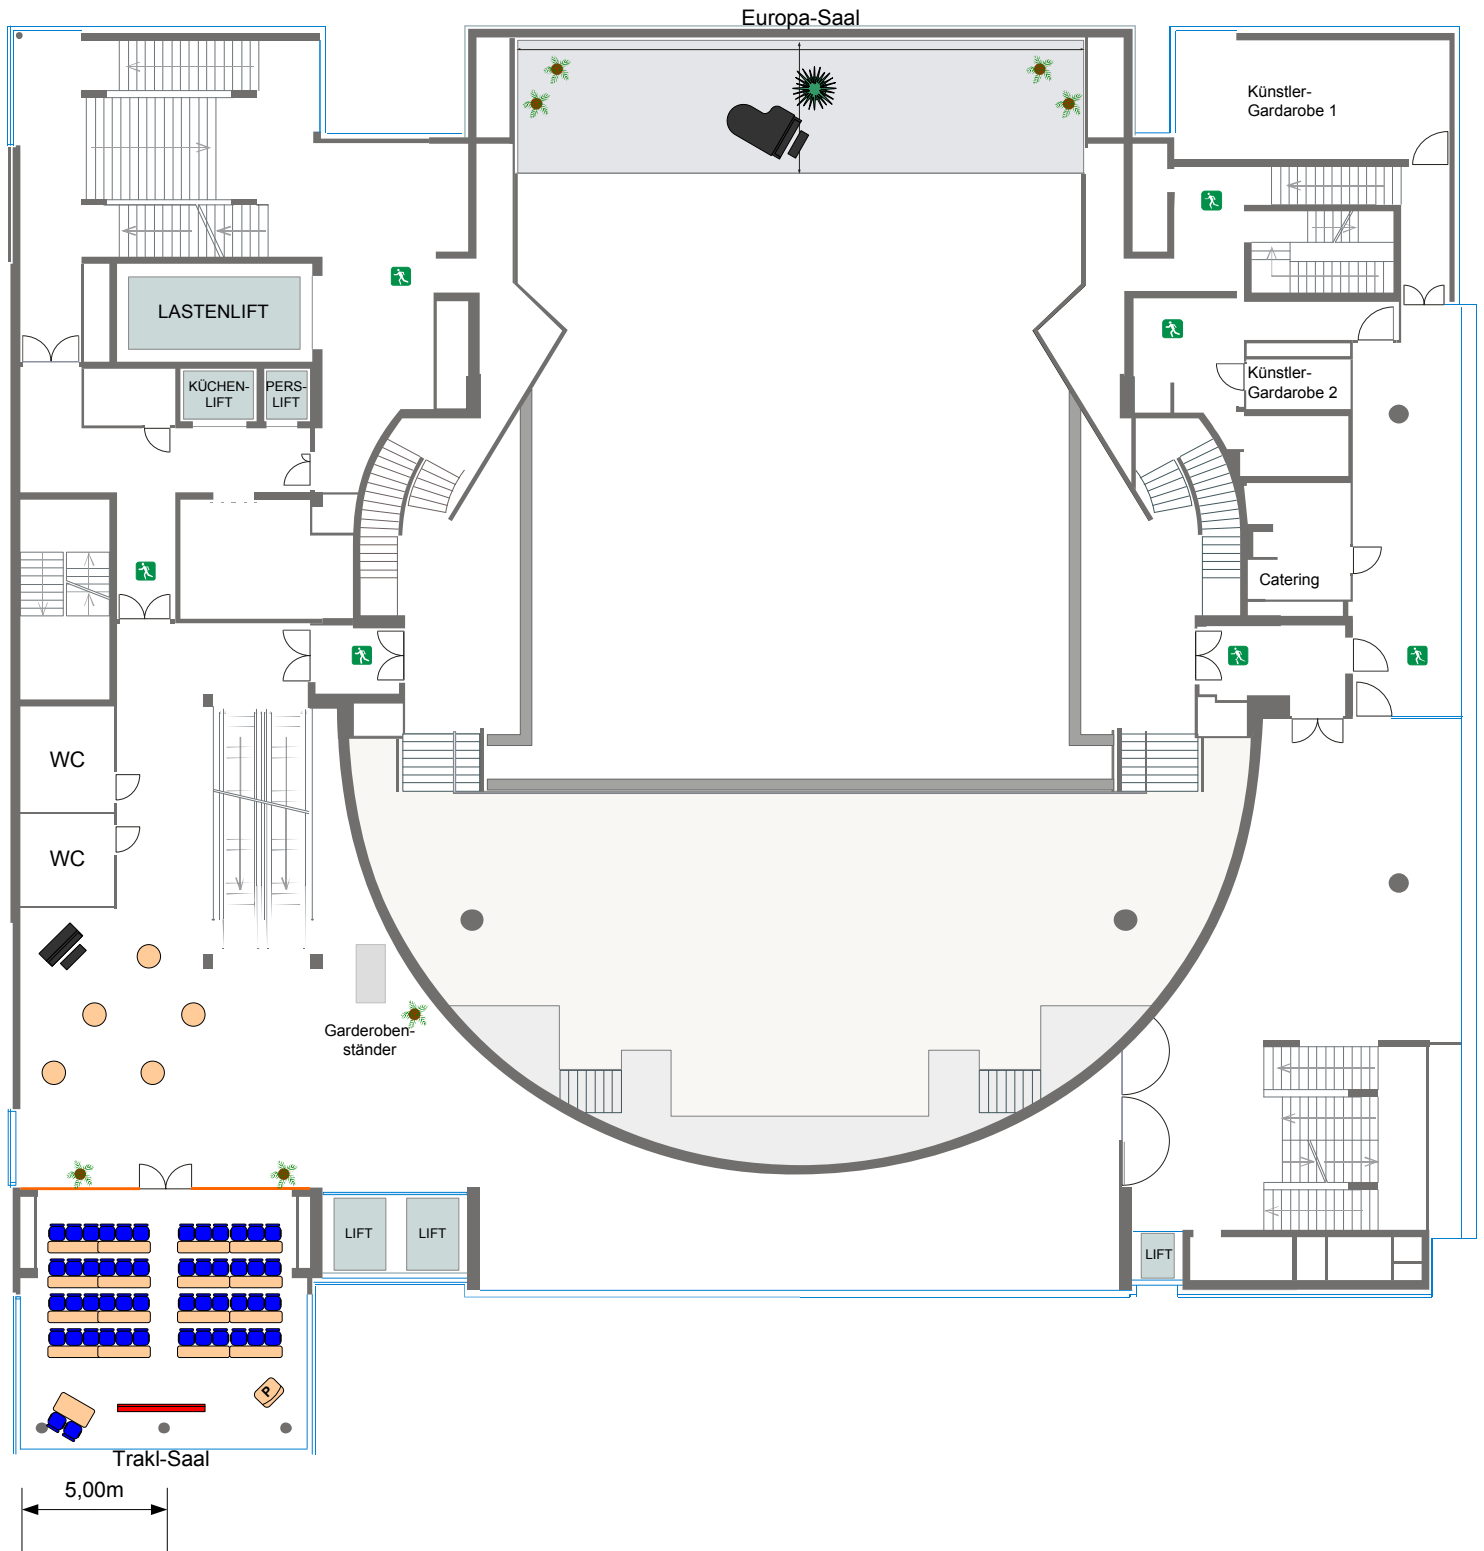 Europa-Saal
Künstler-
Gardarobe 1
LASTENLIFT
KÜCHEN-
LIFT
PERS-
LIFT
Künstler-
Gardarobe 2
Catering
WC
WC
Garderoben-
ständer
LIFT
LIFT
LIFT
P
Trakl-Saal
5,00m